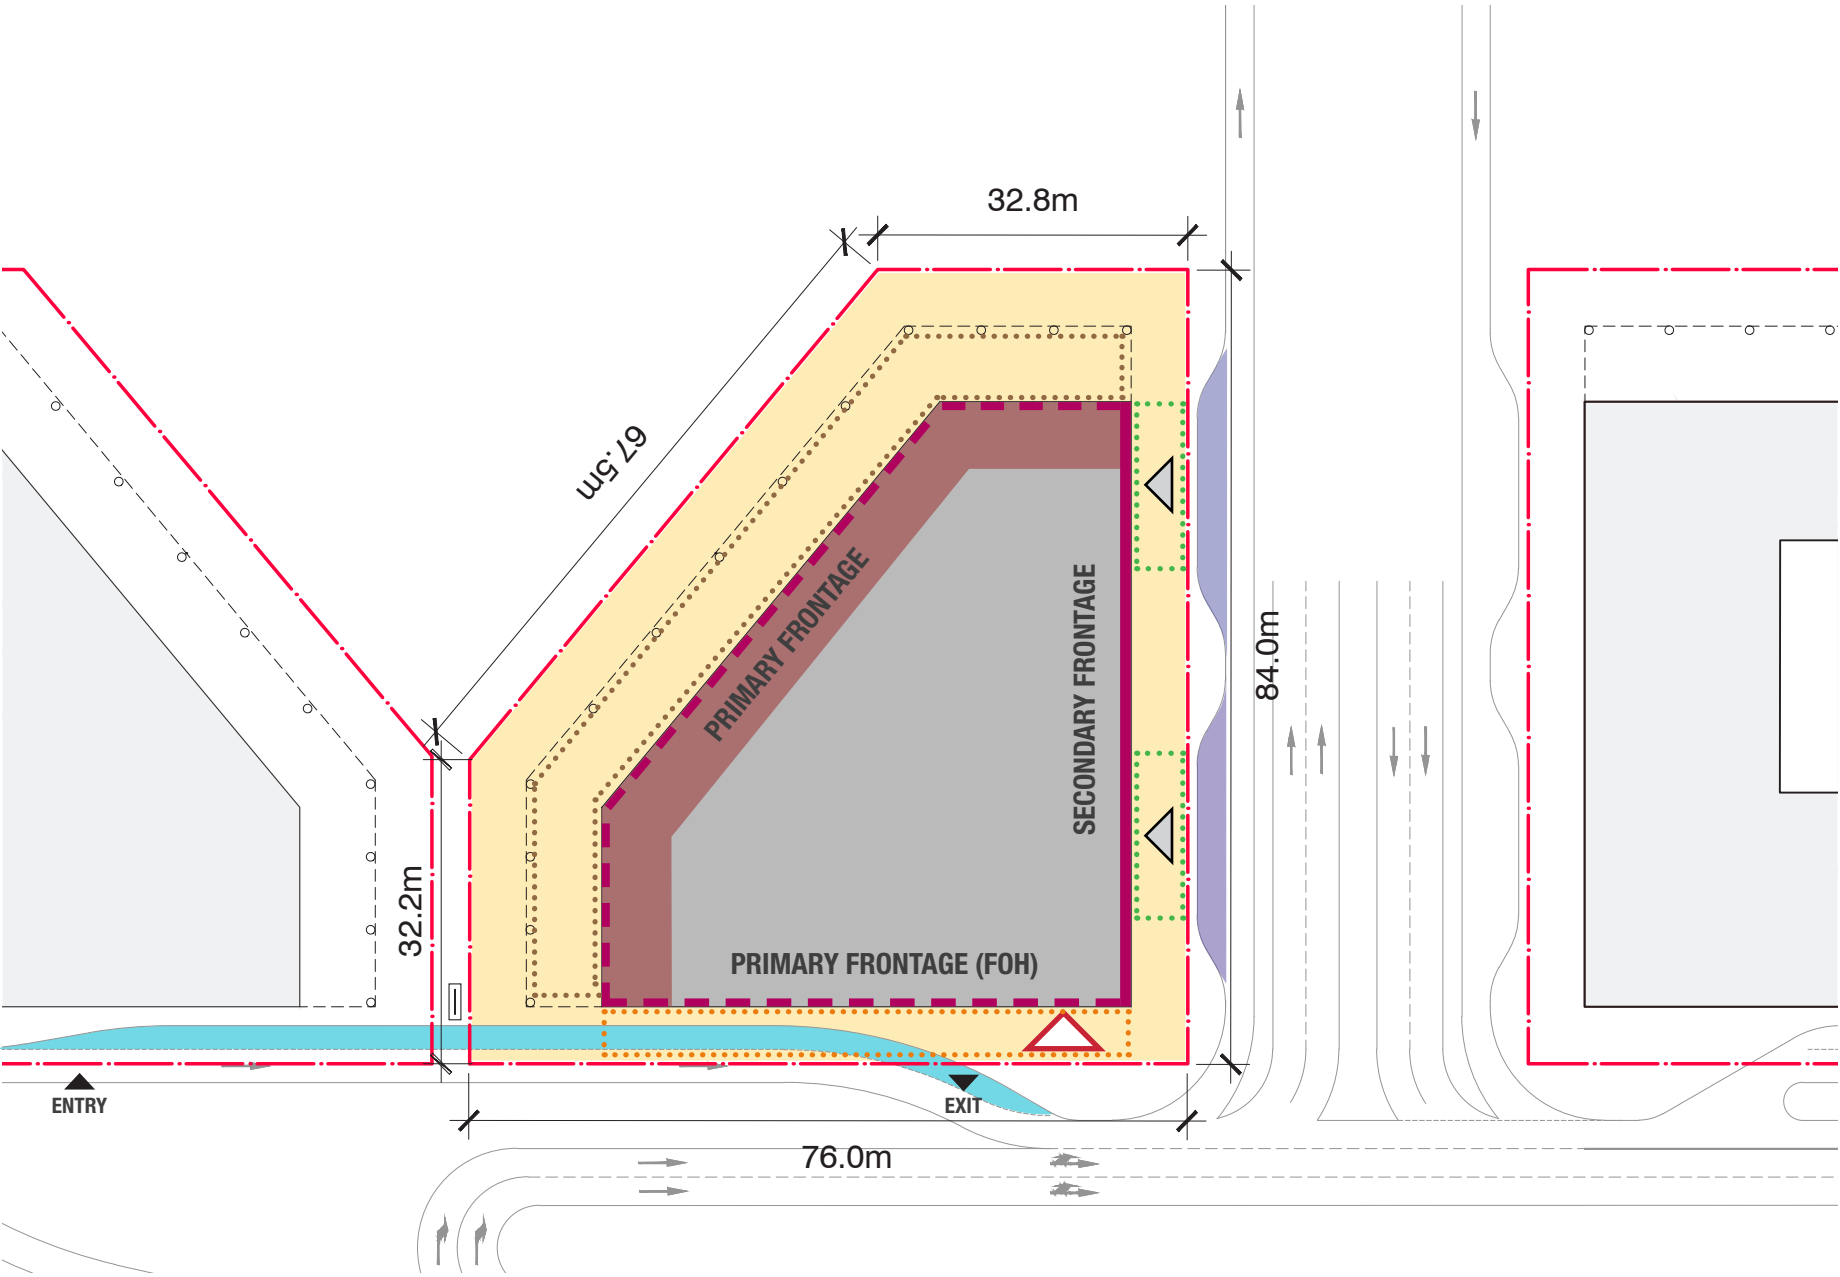 32.8m
67.5m
PRIMARY FRONTAGE
SECONDARY FRONTAGE
84.0m
32.2m
PRIMARY FRONTAGE (FOH)
ENTRY
EXIT
76.0m